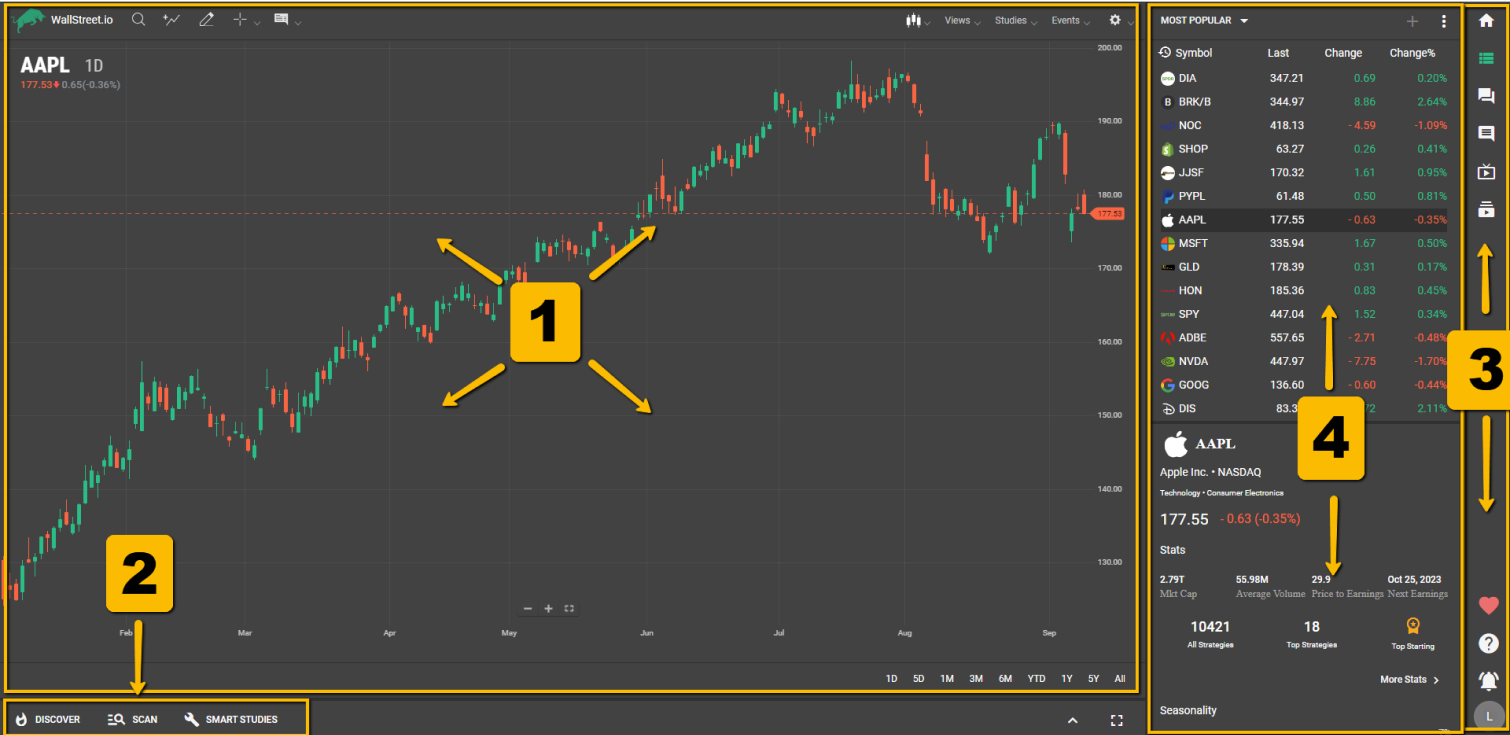 WallStreet.io
Views Studies Events
AAPL 1D
177.53 0.65(-0.36%)
200.00
190.00
180.00
177.53
170.00
160.00
150.00
140.00
130.00
Feb Mar Apr May Jun Jul Aug Sep
1D 5D 1M 3M 6M YTD 1Y 5Y All
1
2
DISCOVER SCAN SMART STUDIES
MOST POPULAR
Symbol Last Change Change%
DIA 347.21 0.69 0.20%
B BRK/B 344.97 8.86 2.64%
NOC 418.13 -4.59 -1.09%
SHOP 63.27 0.26 0.41%
JJSF 170.32 1.61 0.95%
PYPL 61.48 0.50 0.81%
AAPL 177.55 -0.63 -0.35%
MSFT 335.94 1.67 0.50%
GLD 178.39 0.31 0.17%
HON 185.36 0.83 0.45%
SPY 447.04 1.52 0.34%
ADBE 557.65 -2.71 -0.48%
NVDA 447.97 -7.75 -1.70%
GOOG 136.60 -0.60 -0.44%
DIS 83.3 72 2.11%
4
3
AAPL
Apple Inc. • NASDAQ
Technology • Consumer Electronics
177.55 -0.63 (-0.35%)
Stats
2.79T 55.98M 29.9 Oct 25, 2023
Mkt Cap Average Volume Price to Earnings Next Earnings
10421 18
All Strategies Top Strategies Top Starting
More Stats
Seasonality
L